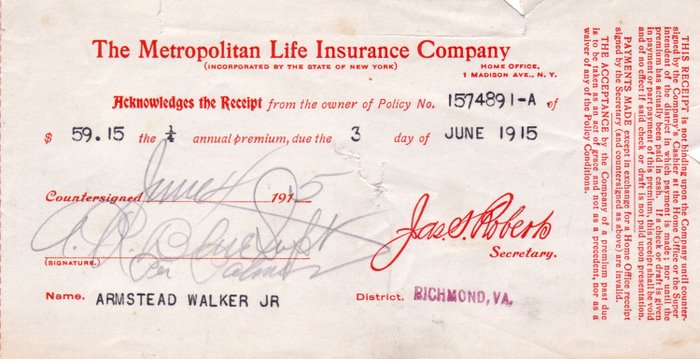 The Metropolitan Life Insurance Company
(INCORPORATED BY THE STATE OF NEW YORK)
HOME OFFICE,
1 MADISON AVE., N. Y.
Acknowledges the Receipt from the owner of Policy No. 1574891-A of
$ 59.15 the ¼ annual premium, due the 3 day of JUNE 1915
Countersigned June 4 1915
Jas. S. Roberts
Secretary.
(SIGNATURE.)
Name. ARMSTEAD WALKER JR District. RICHMOND, VA.
THIS RECEIPT is not binding upon the Company until counter-
signed by the Company's Cashier at the Home Office or the Super
intendent of the district in which payment is made; nor until the
premium has actually been paid in cash. If a check or draft is given
in payment or part payment of this premium, this receipt shall be void
and of no effect if said check or draft is not paid upon presentation.
PAYMENTS MADE except in exchange for a Home Office receipt
signed by the Secretary (and countersigned as above) are invalid.
THE ACCEPTANCE by the Company of a premium past due
is to be taken as an act of grace and not as a precedent, nor as a
waiver of any of the Policy Conditions.